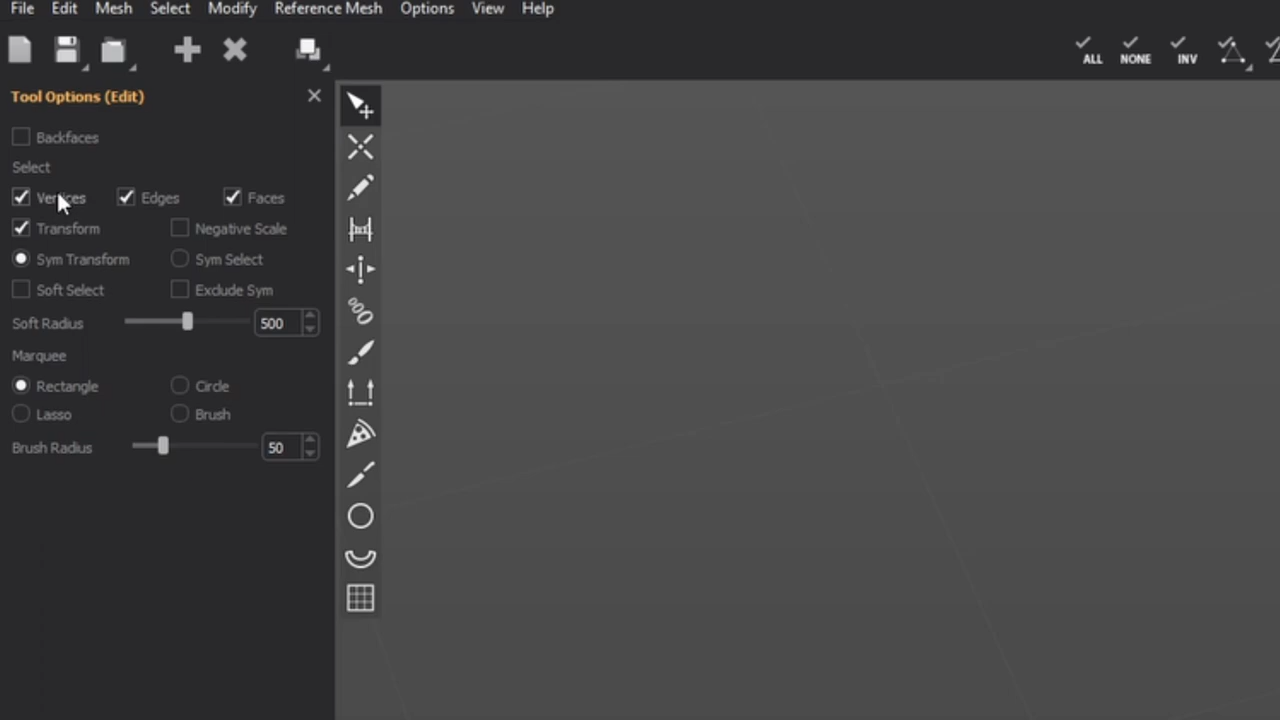 File Edit Mesh Select Modify Reference Mesh Options View Help
ALL NONE INV
Tool Options (Edit)
Backfaces
Select
Vertices Edges Faces
Transform Negative Scale
Sym Transform Sym Select
Soft Select Exclude Sym
Soft Radius 500
Marquee
Rectangle Circle
Lasso Brush
Brush Radius 50